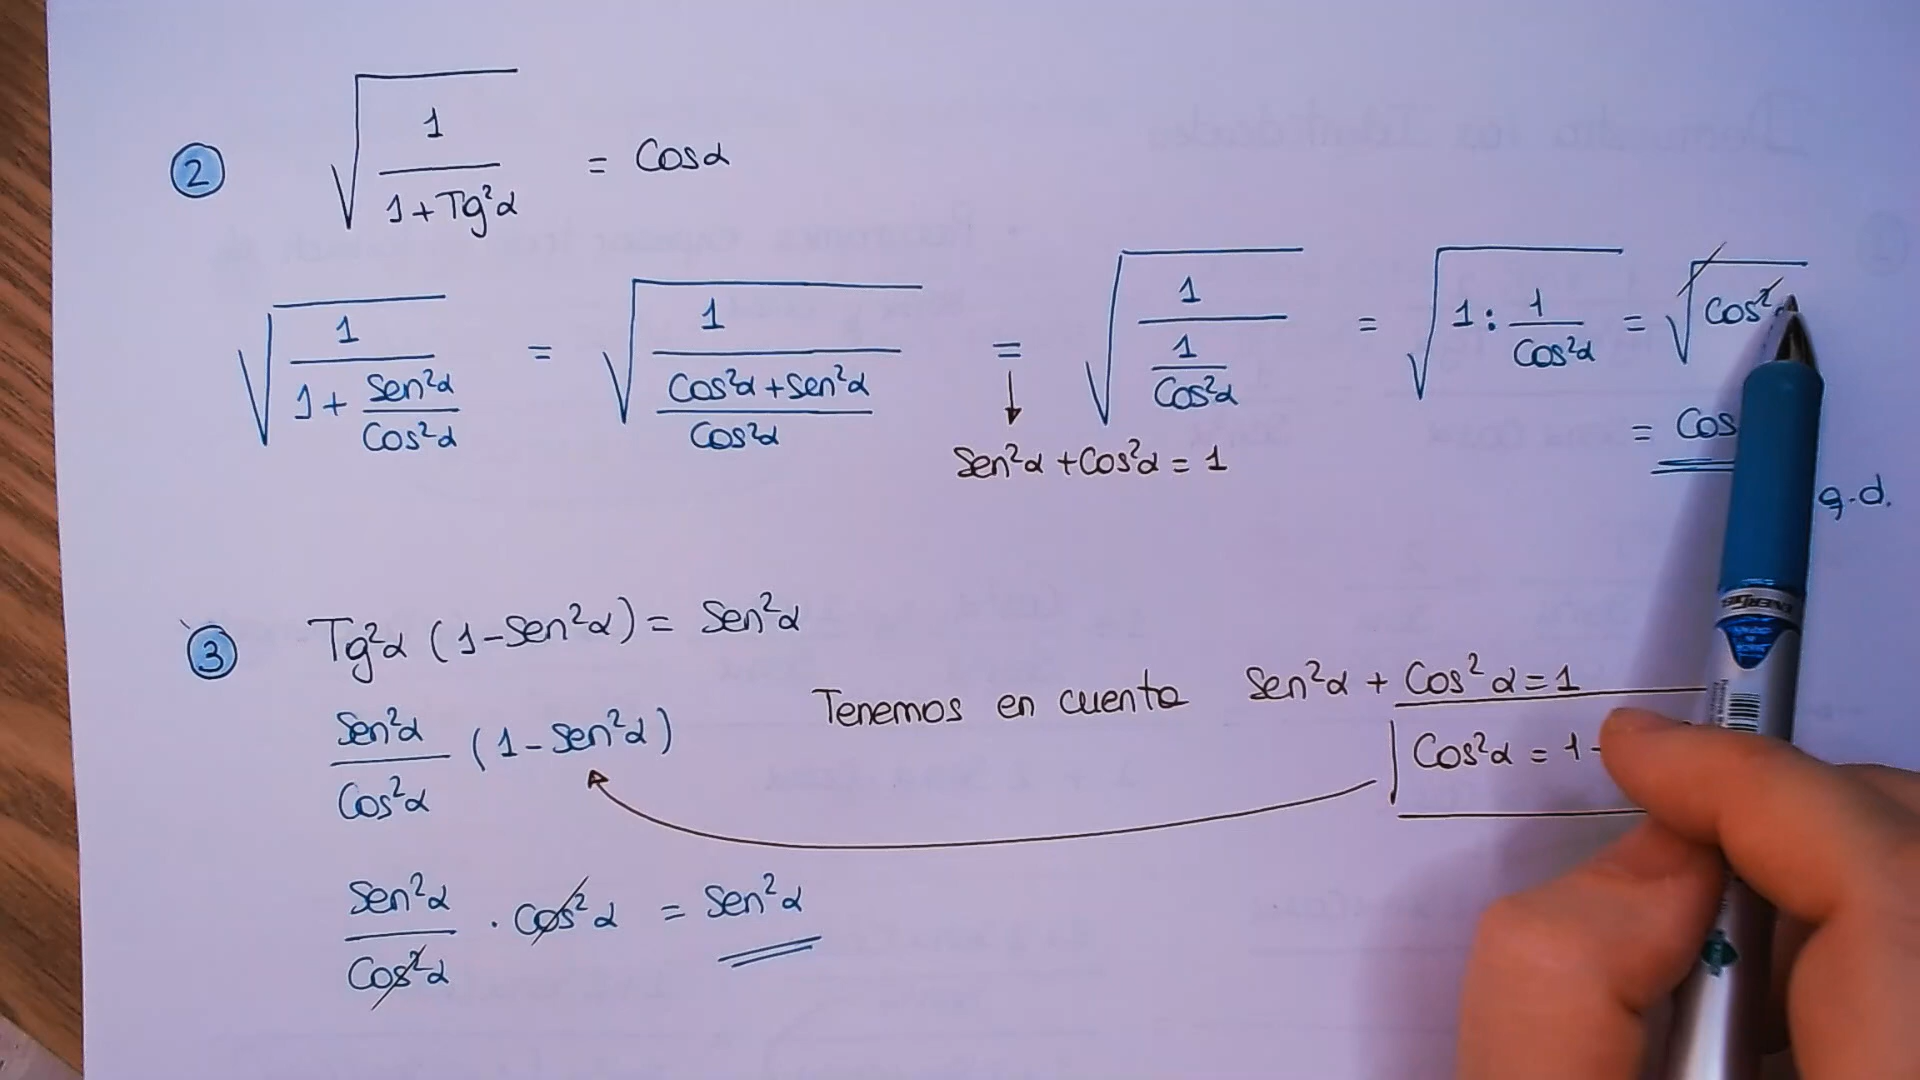 2 √(1/(1+Tg²α)) = Cosα
√(1/(1+Sen²α/Cos²α)) = √(1/((Cos²α+Sen²α)/Cos²α)) = √(1/(1/Cos²α)) = √(1:1/Cos²α) = √Cos²
Sen²α+Cos²α=1
= Cos
q.d.
3 Tg²α (1-Sen²α) = Sen²α
Sen²α/Cos²α (1-Sen²α)
Tenemos en cuenta Sen²α + Cos²α=1
Cos²α = 1-
Sen²α/Cos²α · Cos²α = Sen²α